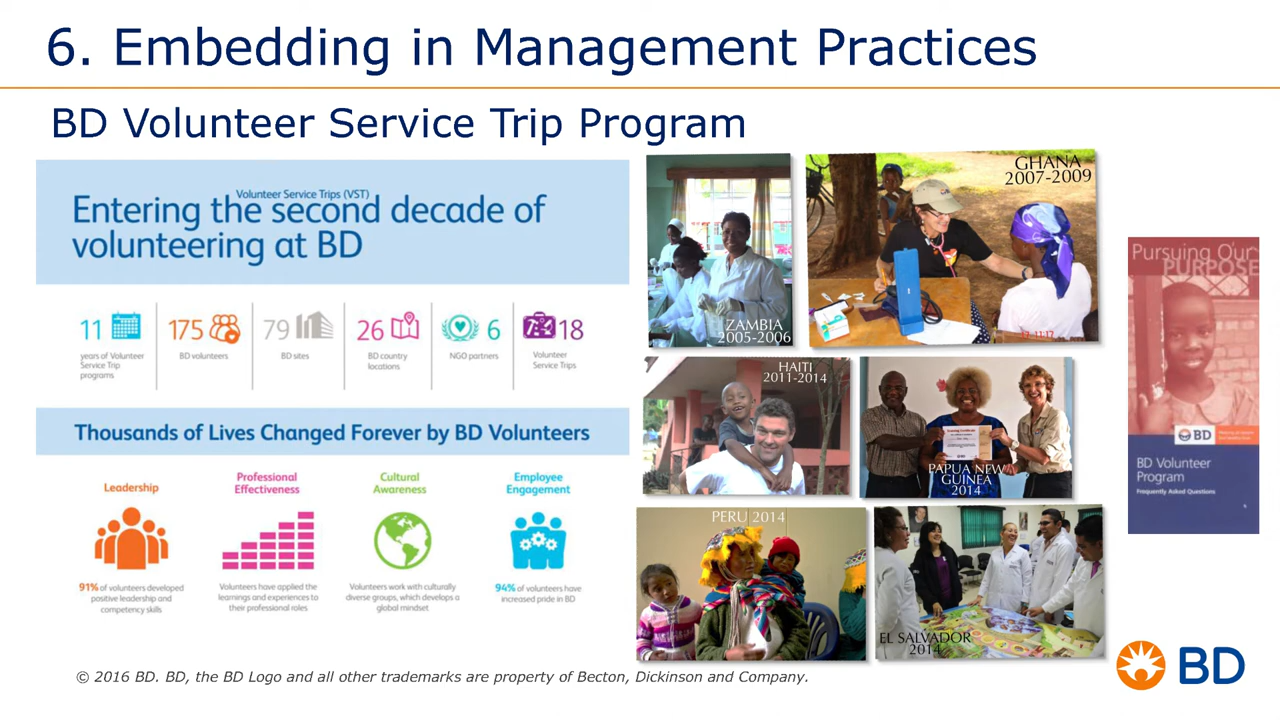 6. Embedding in Management Practices
BD Volunteer Service Trip Program
Volunteer Service Trips (VST)
Entering the second decade of
volunteering at BD
11
years of Volunteer
Service Trip
programs
175
BD volunteers
79
BD sites
26
BD country
locations
6
NGO partners
18
Volunteer
Service Trips
Thousands of Lives Changed Forever by BD Volunteers
Leadership
91% of volunteers developed
positive leadership and
competency skills
Professional
Effectiveness
Volunteers have applied the
learnings and experiences to
their professional roles
Cultural
Awareness
Volunteers work with culturally
diverse groups, which develops a
global mindset
Employee
Engagement
94% of volunteers have
increased pride in BD
ZAMBIA
2005-2006
GHANA
2007-2009
HAITI
2011-2014
PAPUA NEW
GUINEA
2014
PERU 2014
EL SALVADOR
2014
Pursuing Our
PURPOSE
BD
BD Volunteer
Program
Frequently Asked Questions
© 2016 BD. BD, the BD Logo and all other trademarks are property of Becton, Dickinson and Company.
BD